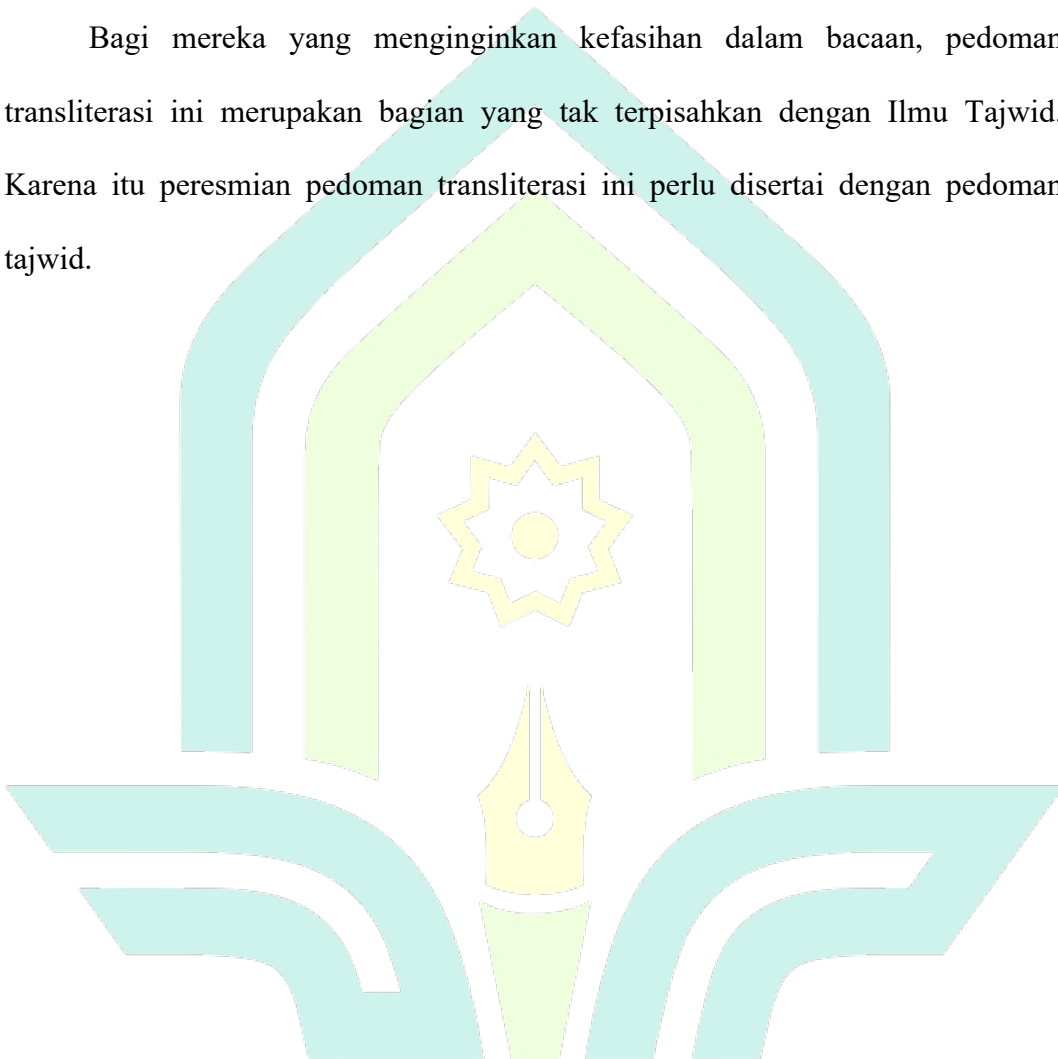 Bagi mereka yang menginginkan kefasihan dalam bacaan, pedoman
transliterasi ini merupakan bagian yang tak terpisahkan dengan Ilmu Tajwid.
Karena itu peresmian pedoman transliterasi ini perlu disertai dengan pedoman
tajwid.